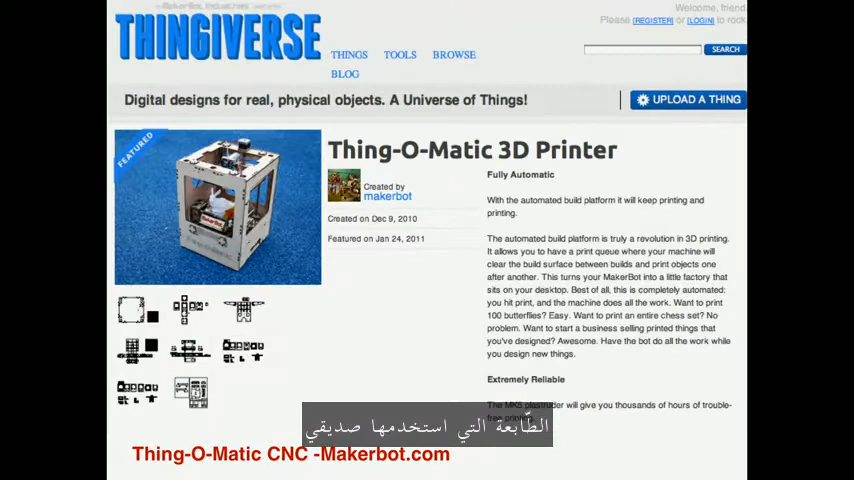 Makerbot Industries' universe
Welcome, friend.
THINGIVERSE
Please [REGISTER] or [LOGIN] to rock.
THINGS TOOLS BROWSE
SEARCH
BLOG
Digital designs for real, physical objects. A Universe of Things!
UPLOAD A THING
FEATURED
Thing-O-Matic 3D Printer
Created by
makerbot
Created on Dec 9, 2010
Featured on Jan 24, 2011
Fully Automatic
With the automated build platform it will keep printing and
printing.
The automated build platform is truly a revolution in 3D printing.
It allows you to have a print queue where your machine will
clear the build surface between builds and print objects one
after another. This turns your MakerBot into a little factory that
sits on your desktop. Best of all, this is completely automated:
you hit print, and the machine does all the work. Want to print
100 butterflies? Easy. Want to print an entire chess set? No
problem. Want to start a business selling printed things that
you've designed? Awesome. Have the bot do all the work while
you design new things.
Extremely Reliable
The MK5 plastruder will give you thousands of hours of trouble-
free printing.
الطّابعة التي استخدمها صديقي
Thing-O-Matic CNC -Makerbot.com